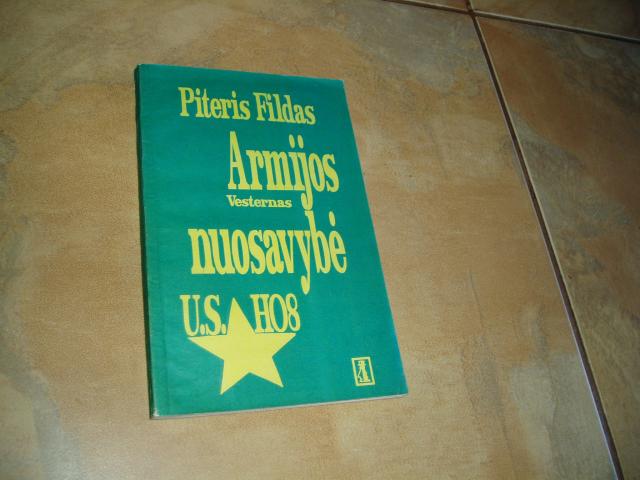 Piteris Fildas
Armijos
Vesternas
nuosavybė
U.S. HO8